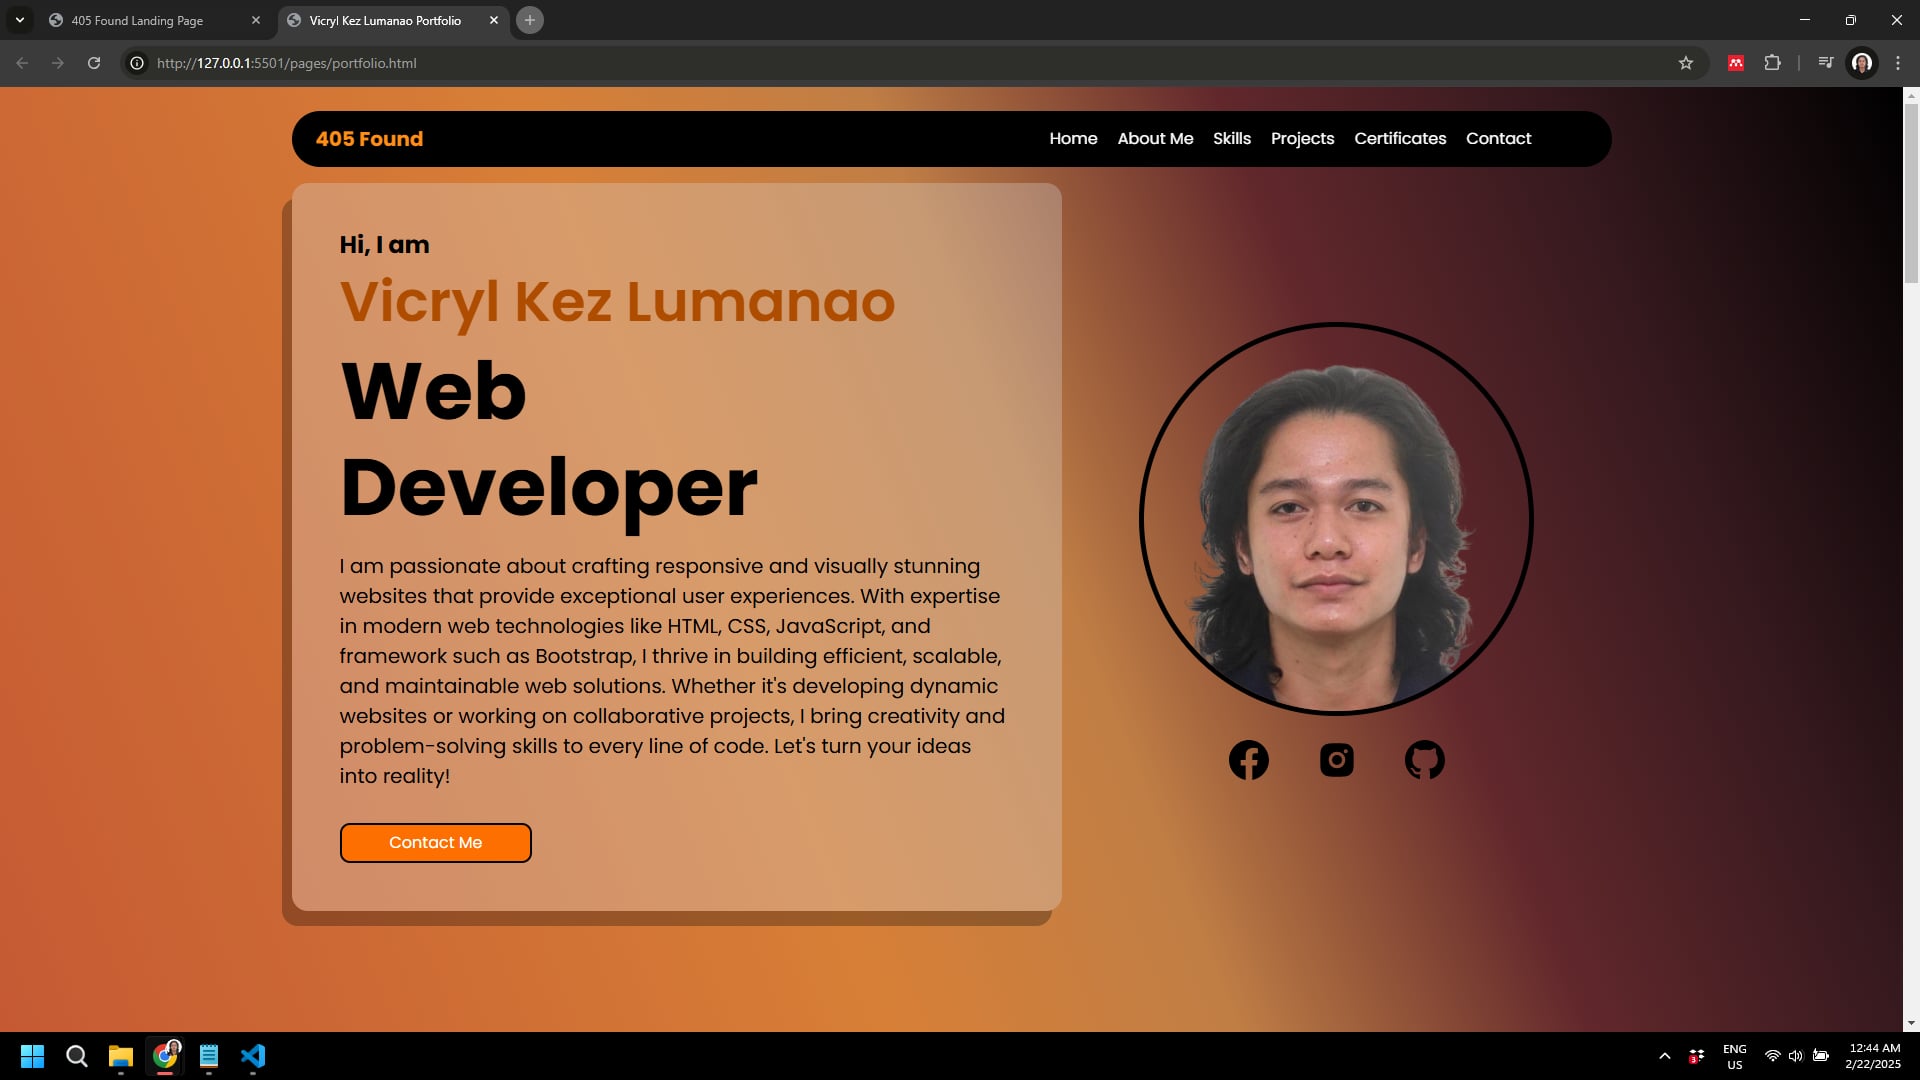 405 Found Landing Page
Vicryl Kez Lumanao Portfolio
http://127.0.0.1:5501/pages/portfolio.html
405 Found
Home About Me Skills Projects Certificates Contact
Hi, I am
Vicryl Kez Lumanao
Web
Developer
I am passionate about crafting responsive and visually stunning
websites that provide exceptional user experiences. With expertise
in modern web technologies like HTML, CSS, JavaScript, and
framework such as Bootstrap, I thrive in building efficient, scalable,
and maintainable web solutions. Whether it's developing dynamic
websites or working on collaborative projects, I bring creativity and
problem-solving skills to every line of code. Let's turn your ideas
into reality!
Contact Me
3
ENG
US
12:44 AM
2/22/2025